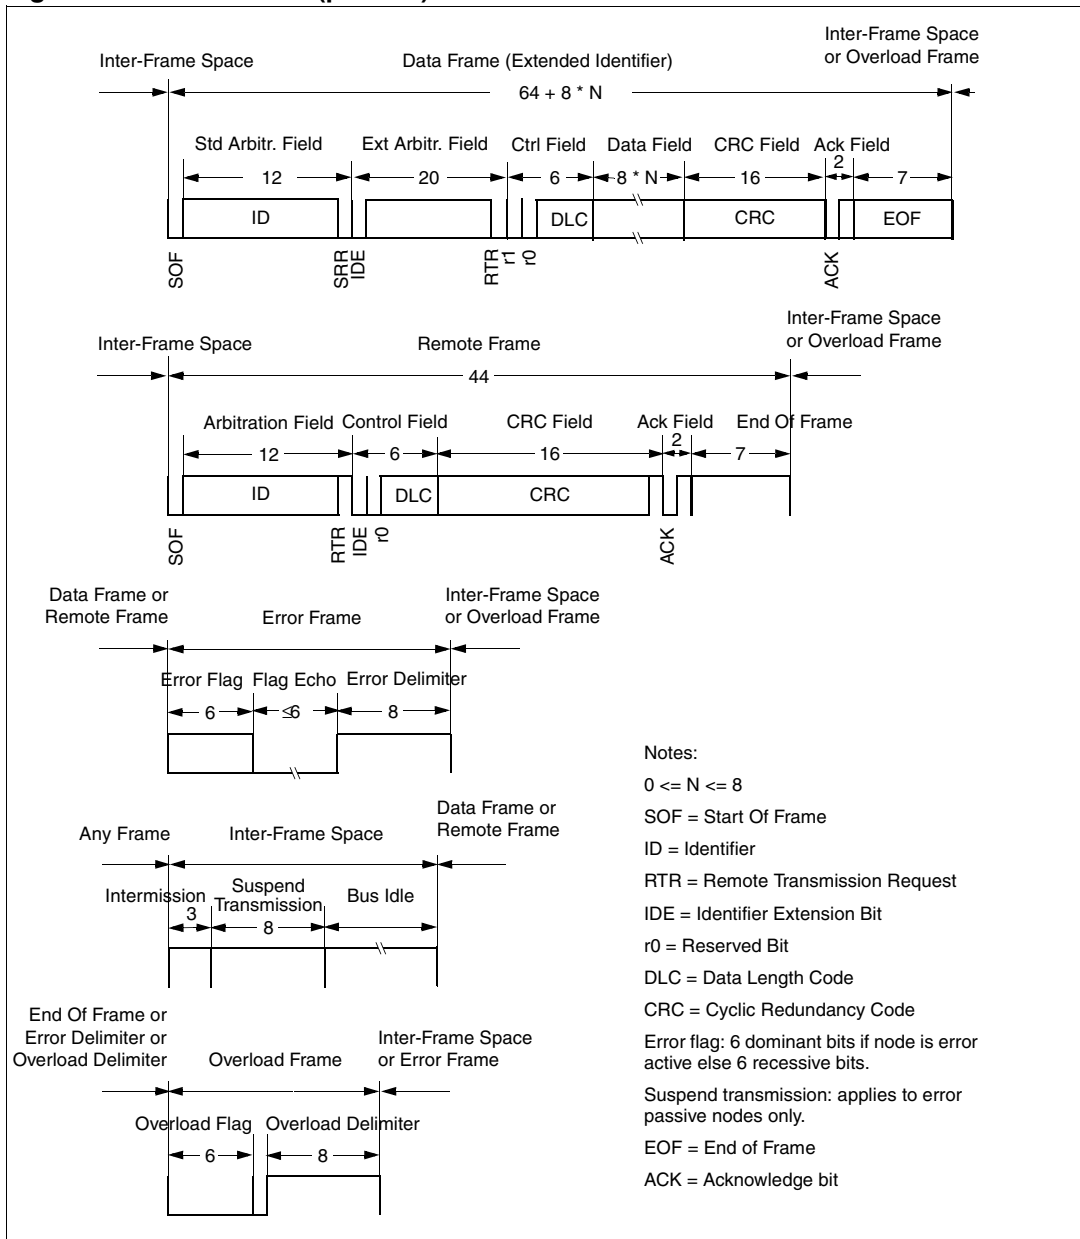 Inter-Frame Space
Data Frame (Extended Identifier)
Inter-Frame Space
or Overload Frame
64 + 8 * N
Std Arbitr. Field
Ext Arbitr. Field
Ctrl Field
Data Field
CRC Field
Ack Field
12
20
6
8 * N
16
2
7
ID
DLC
CRC
EOF
SOF
SRR
IDE
RTR
r1
r0
ACK
Inter-Frame Space
Remote Frame
Inter-Frame Space
or Overload Frame
44
Arbitration Field
Control Field
CRC Field
Ack Field
End Of Frame
12
6
16
2
7
ID
DLC
CRC
SOF
RTR
IDE
r0
ACK
Data Frame or
Remote Frame
Error Frame
Inter-Frame Space
or Overload Frame
Error Flag
Flag Echo
Error Delimiter
6
≤6
8
Any Frame
Inter-Frame Space
Data Frame or
Remote Frame
Intermission
Suspend
Transmission
Bus Idle
3
8
End Of Frame or
Error Delimiter or
Overload Delimiter
Overload Frame
Inter-Frame Space
or Error Frame
Overload Flag
Overload Delimiter
6
8
Notes:
0 <= N <= 8
SOF = Start Of Frame
ID = Identifier
RTR = Remote Transmission Request
IDE = Identifier Extension Bit
r0 = Reserved Bit
DLC = Data Length Code
CRC = Cyclic Redundancy Code
Error flag: 6 dominant bits if node is error
active else 6 recessive bits.
Suspend transmission: applies to error
passive nodes only.
EOF = End of Frame
ACK = Acknowledge bit